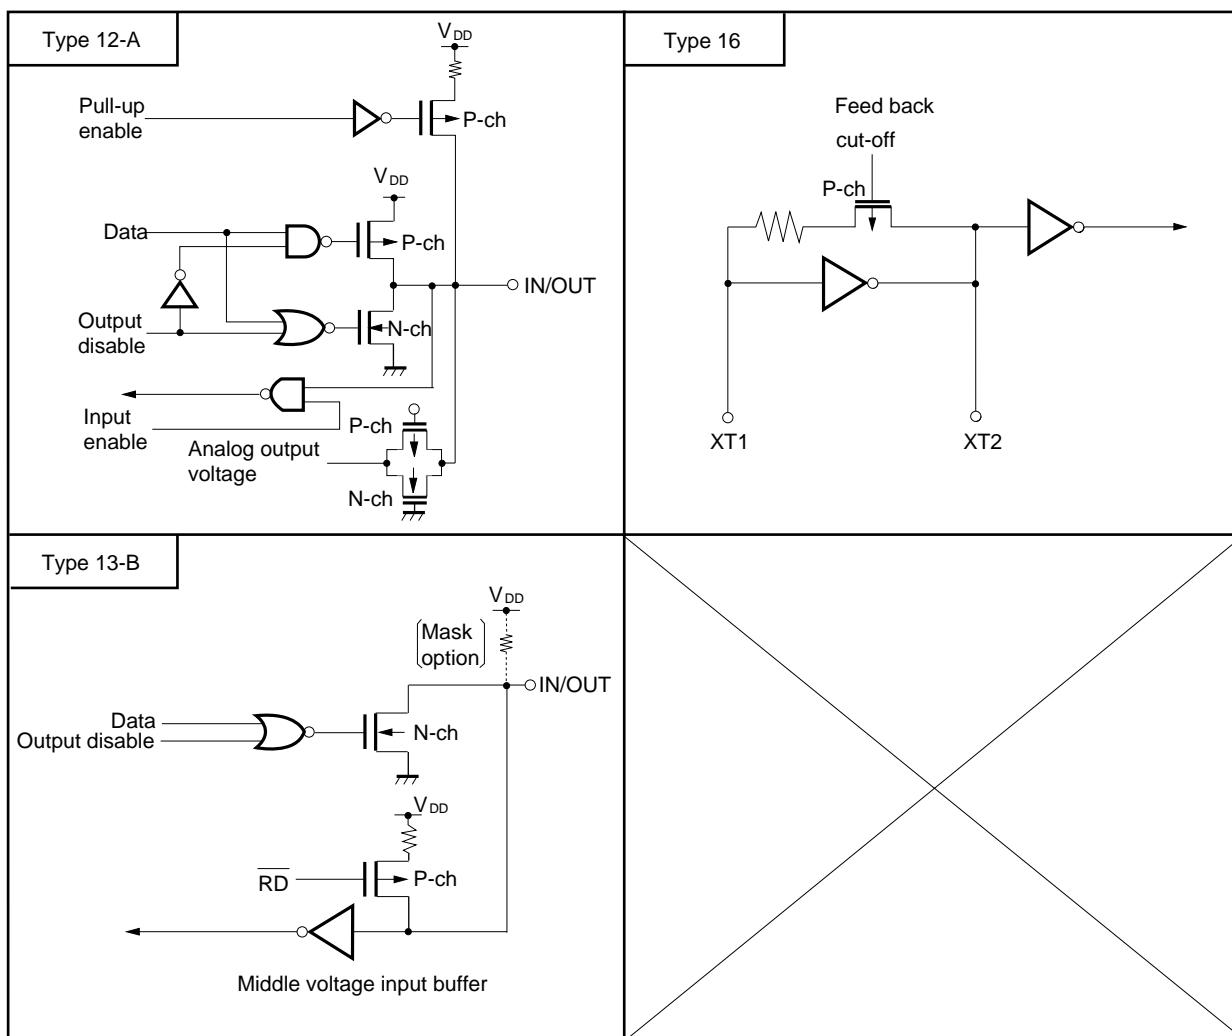 Type 12-A
VDD
Pull-up
enable
P-ch
VDD
Data
P-ch
IN/OUT
Output
disable
N-ch
Input
enable
P-ch
Analog output
voltage
N-ch
Type 16
Feed back
cut-off
P-ch
XT1
XT2
Type 13-B
VDD
Mask
option
IN/OUT
Data
Output disable
N-ch
VDD
RD
P-ch
Middle voltage input buffer